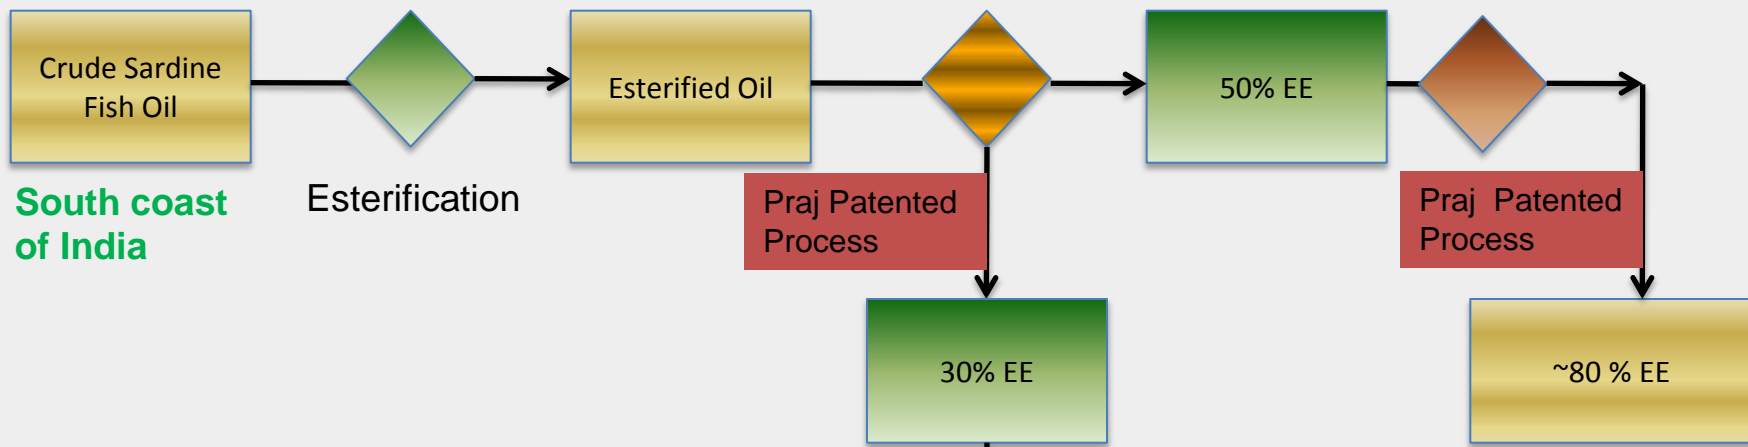 Crude Sardine
Fish Oil
Esterified Oil
50% EE
South coast
of India
Esterification
Praj Patented
Process
Praj  Patented
Process
30% EE
~80 % EE